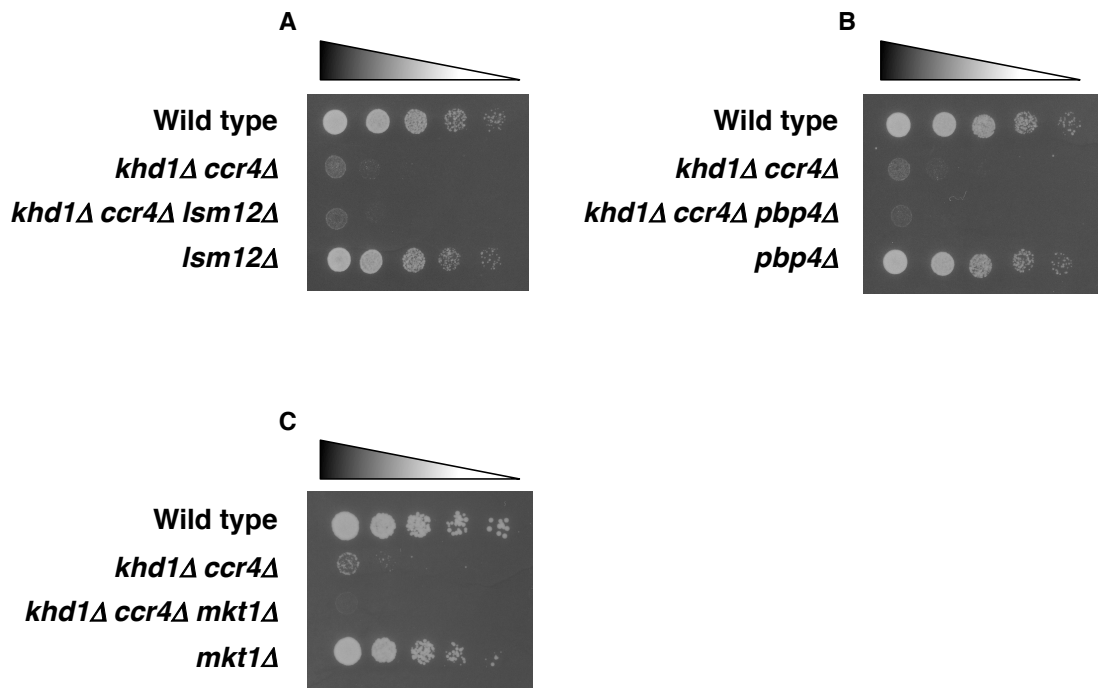 A
Wild type
khd1Δ ccr4Δ
khd1Δ ccr4Δ lsm12Δ
lsm12Δ
B
Wild type
khd1Δ ccr4Δ
khd1Δ ccr4Δ pbp4Δ
pbp4Δ
C
Wild type
khd1Δ ccr4Δ
khd1Δ ccr4Δ mkt1Δ
mkt1Δ